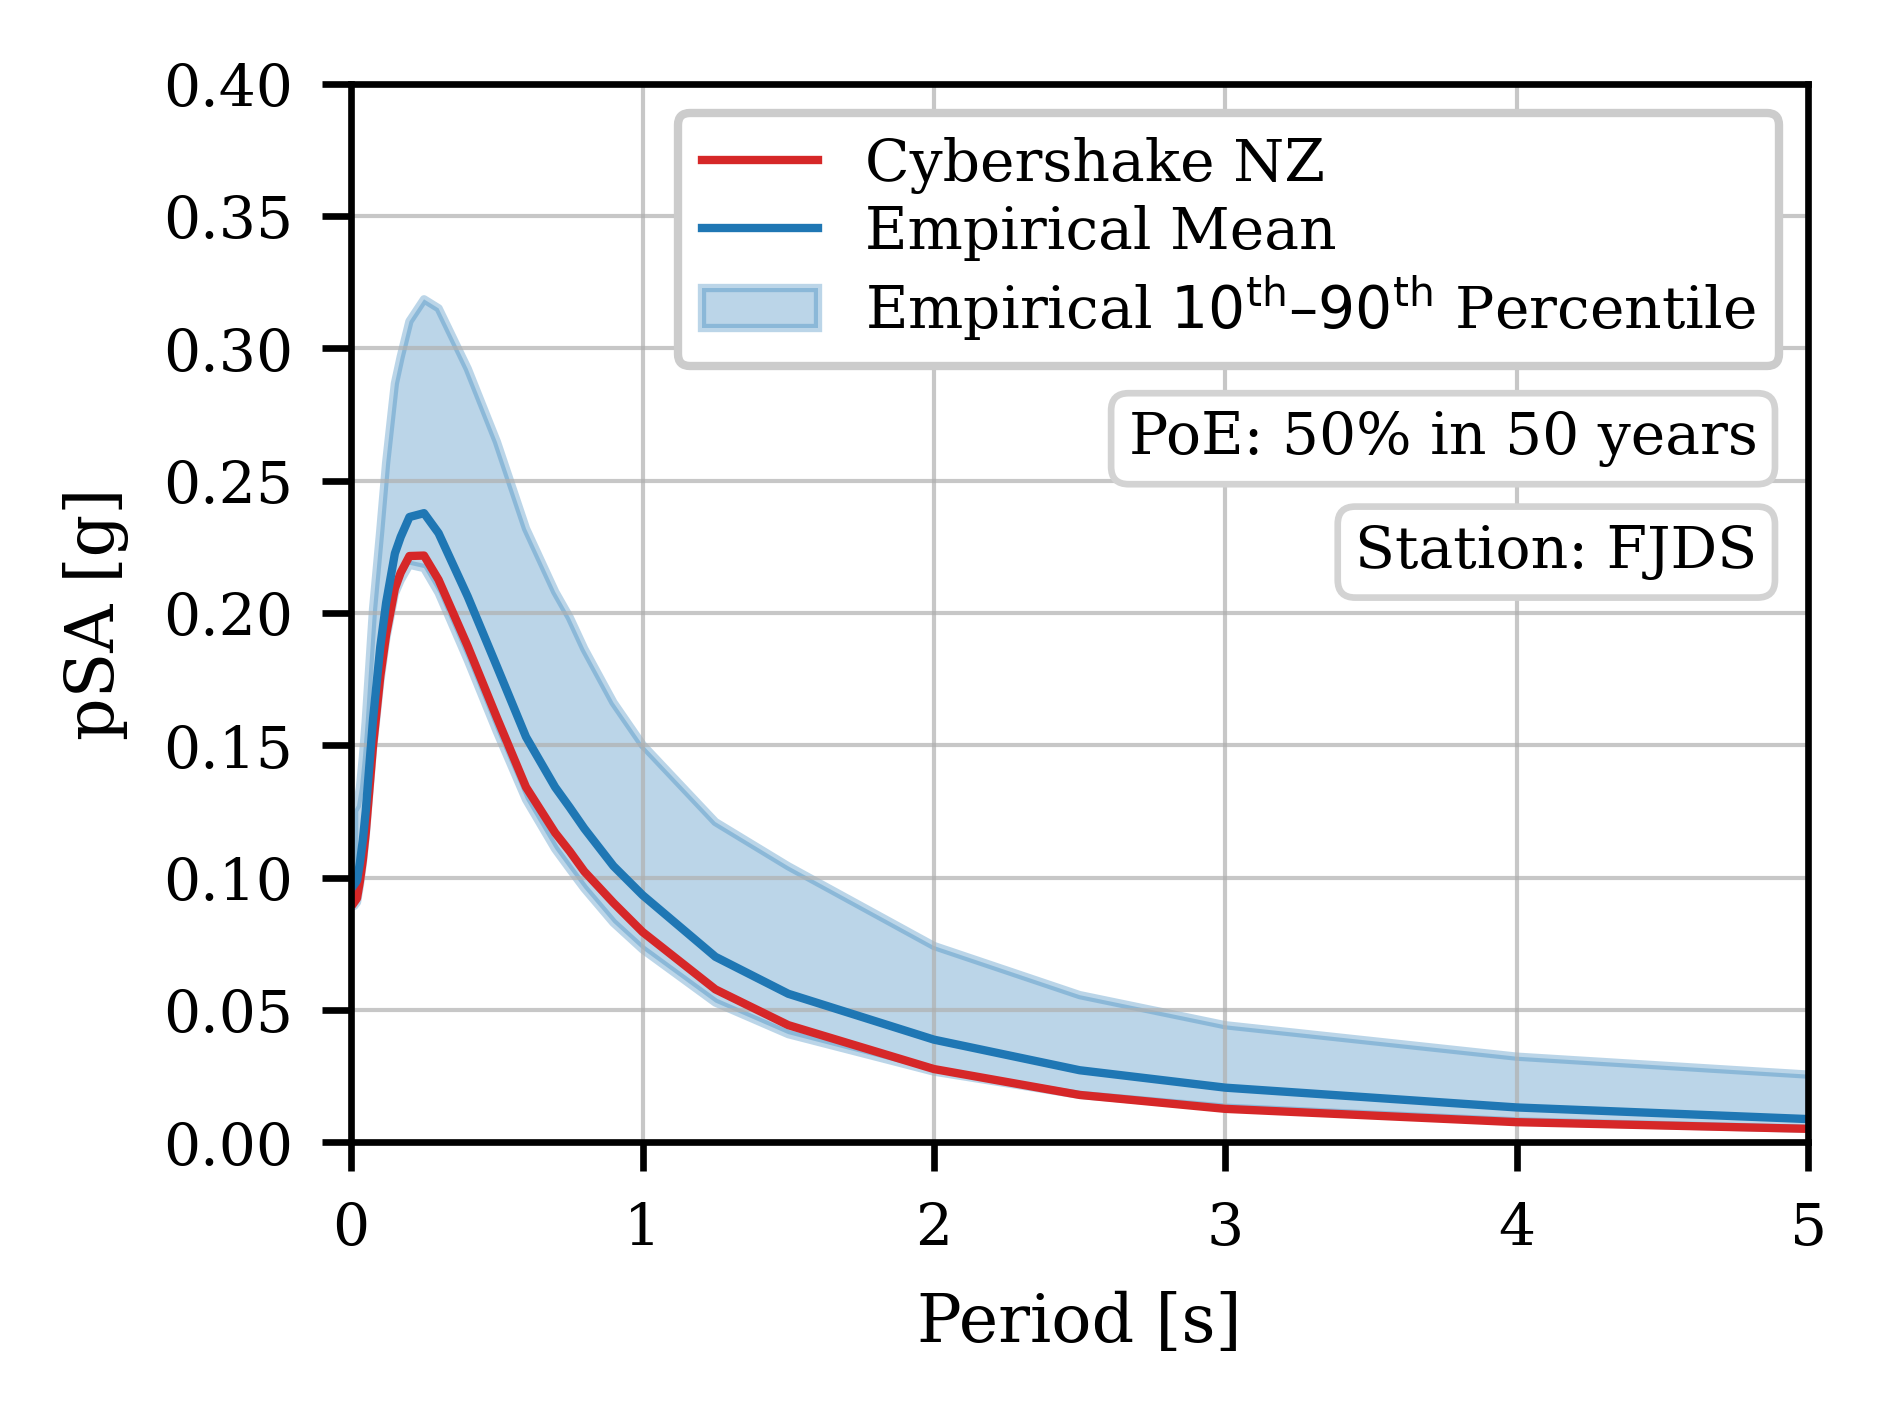 0.40
0.35
0.30
0.25
0.20
0.15
0.10
0.05
0.00
pSA [g]
Cybershake NZ
Empirical Mean
Empirical 10th–90th Percentile
PoE: 50% in 50 years
Station: FJDS
0 1 2 3 4 5
Period [s]